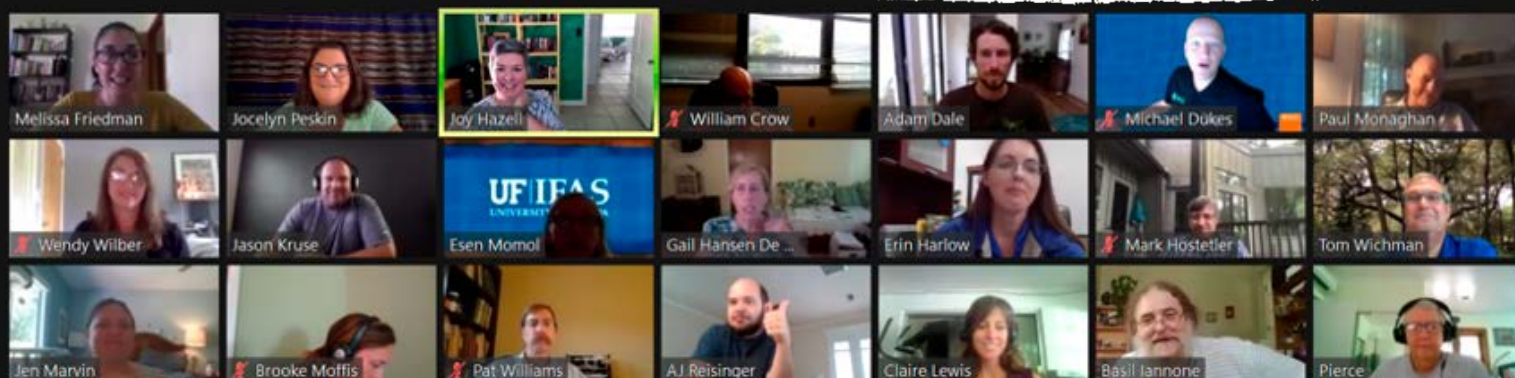 Melissa Friedman
Jocelyn Peskin
Joy Hazell
William Crow
Adam Dale
Michael Dukes
Paul Monaghan
Wendy Wilber
Jason Kruse
UF IFAS
UNIVERSITY
Esen Momol
Gail Hansen De ...
Erin Harlow
Mark Hostetler
Tom Wichman
Jen Marvin
Brooke Moffis
Pat Williams
AJ Reisinger
Claire Lewis
Basil Iannone
Pierce